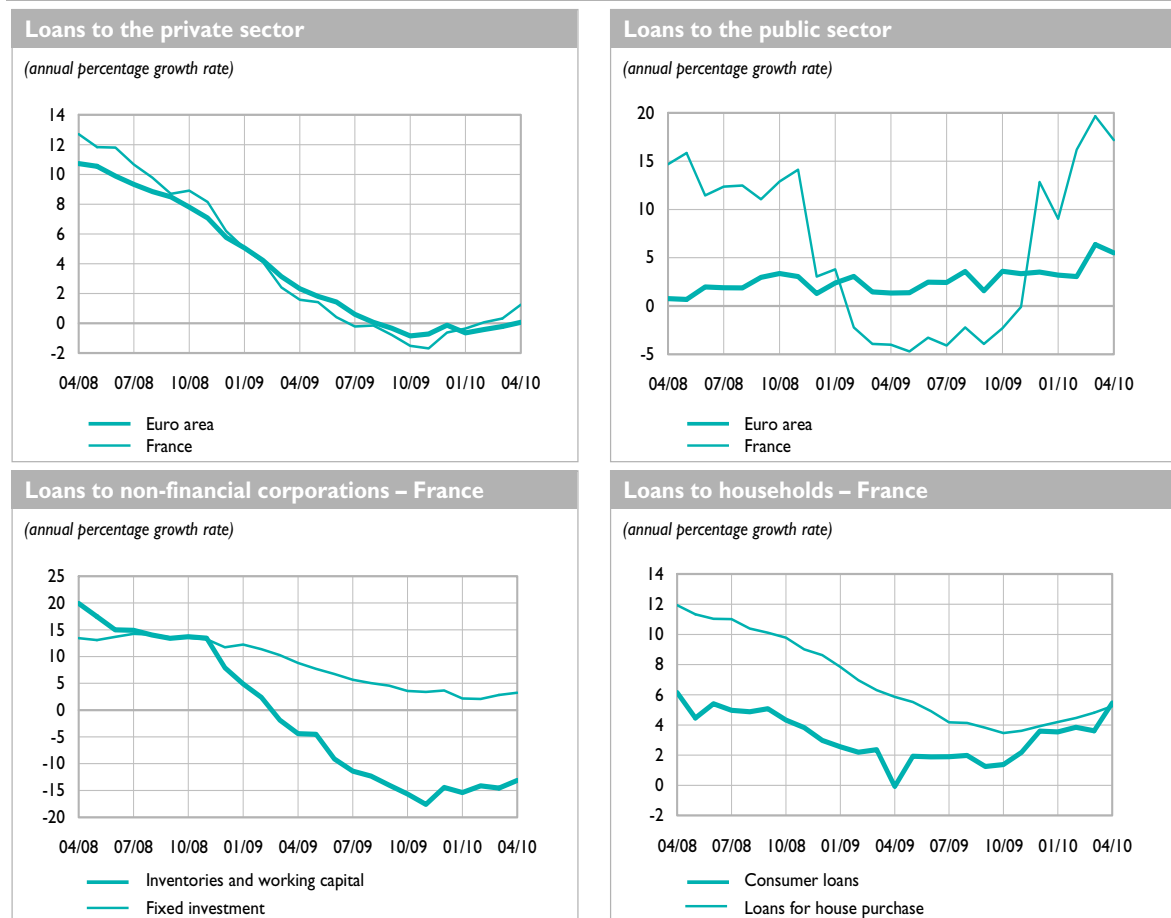 Loans to the private sector
(annual percentage growth rate)
14
12
10
8
6
4
2
0
-2
04/08 07/08 10/08 01/09 04/09 07/09 10/09 01/10 04/10
Euro area
France
Loans to the public sector
(annual percentage growth rate)
20
15
10
5
0
-5
04/08 07/08 10/08 01/09 04/09 07/09 10/09 01/10 04/10
Euro area
France
Loans to non-financial corporations – France
(annual percentage growth rate)
25
20
15
10
5
0
-5
-10
-15
-20
04/08 07/08 10/08 01/09 04/09 07/09 10/09 01/10 04/10
Inventories and working capital
Fixed investment
Loans to households – France
(annual percentage growth rate)
14
12
10
8
6
4
2
0
-2
04/08 07/08 10/08 01/09 04/09 07/09 10/09 01/10 04/10
Consumer loans
Loans for house purchase